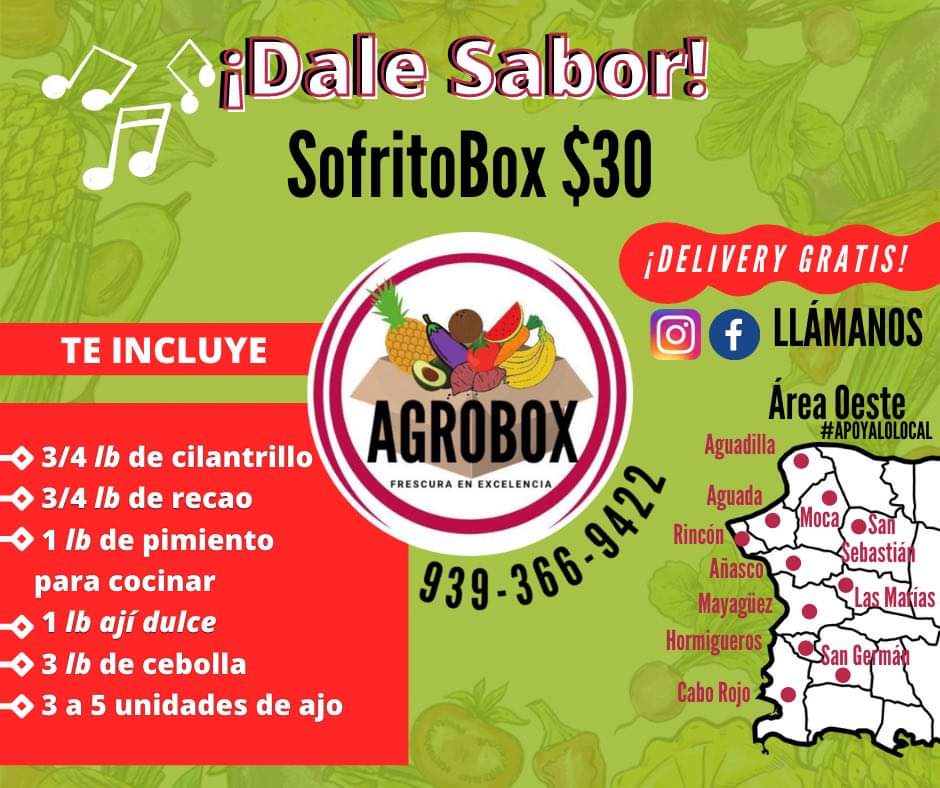 ¡Dale Sabor!
SofritoBox $30
¡DELIVERY GRATIS!
LLÁMANOS
TE INCLUYE
3/4 lb de cilantrillo
3/4 lb de recao
1 lb de pimiento
para cocinar
1 lb ají dulce
3 lb de cebolla
3 a 5 unidades de ajo
AGROBOX
FRESCURA EN EXCELENCIA
939-366-9422
Área Oeste
#APOYALOLOCAL
Aguadilla
Aguada
Moca
San
Sebastián
Rincón
Añasco
Las Marías
Mayagüez
Hormigueros
San Germán
Cabo Rojo